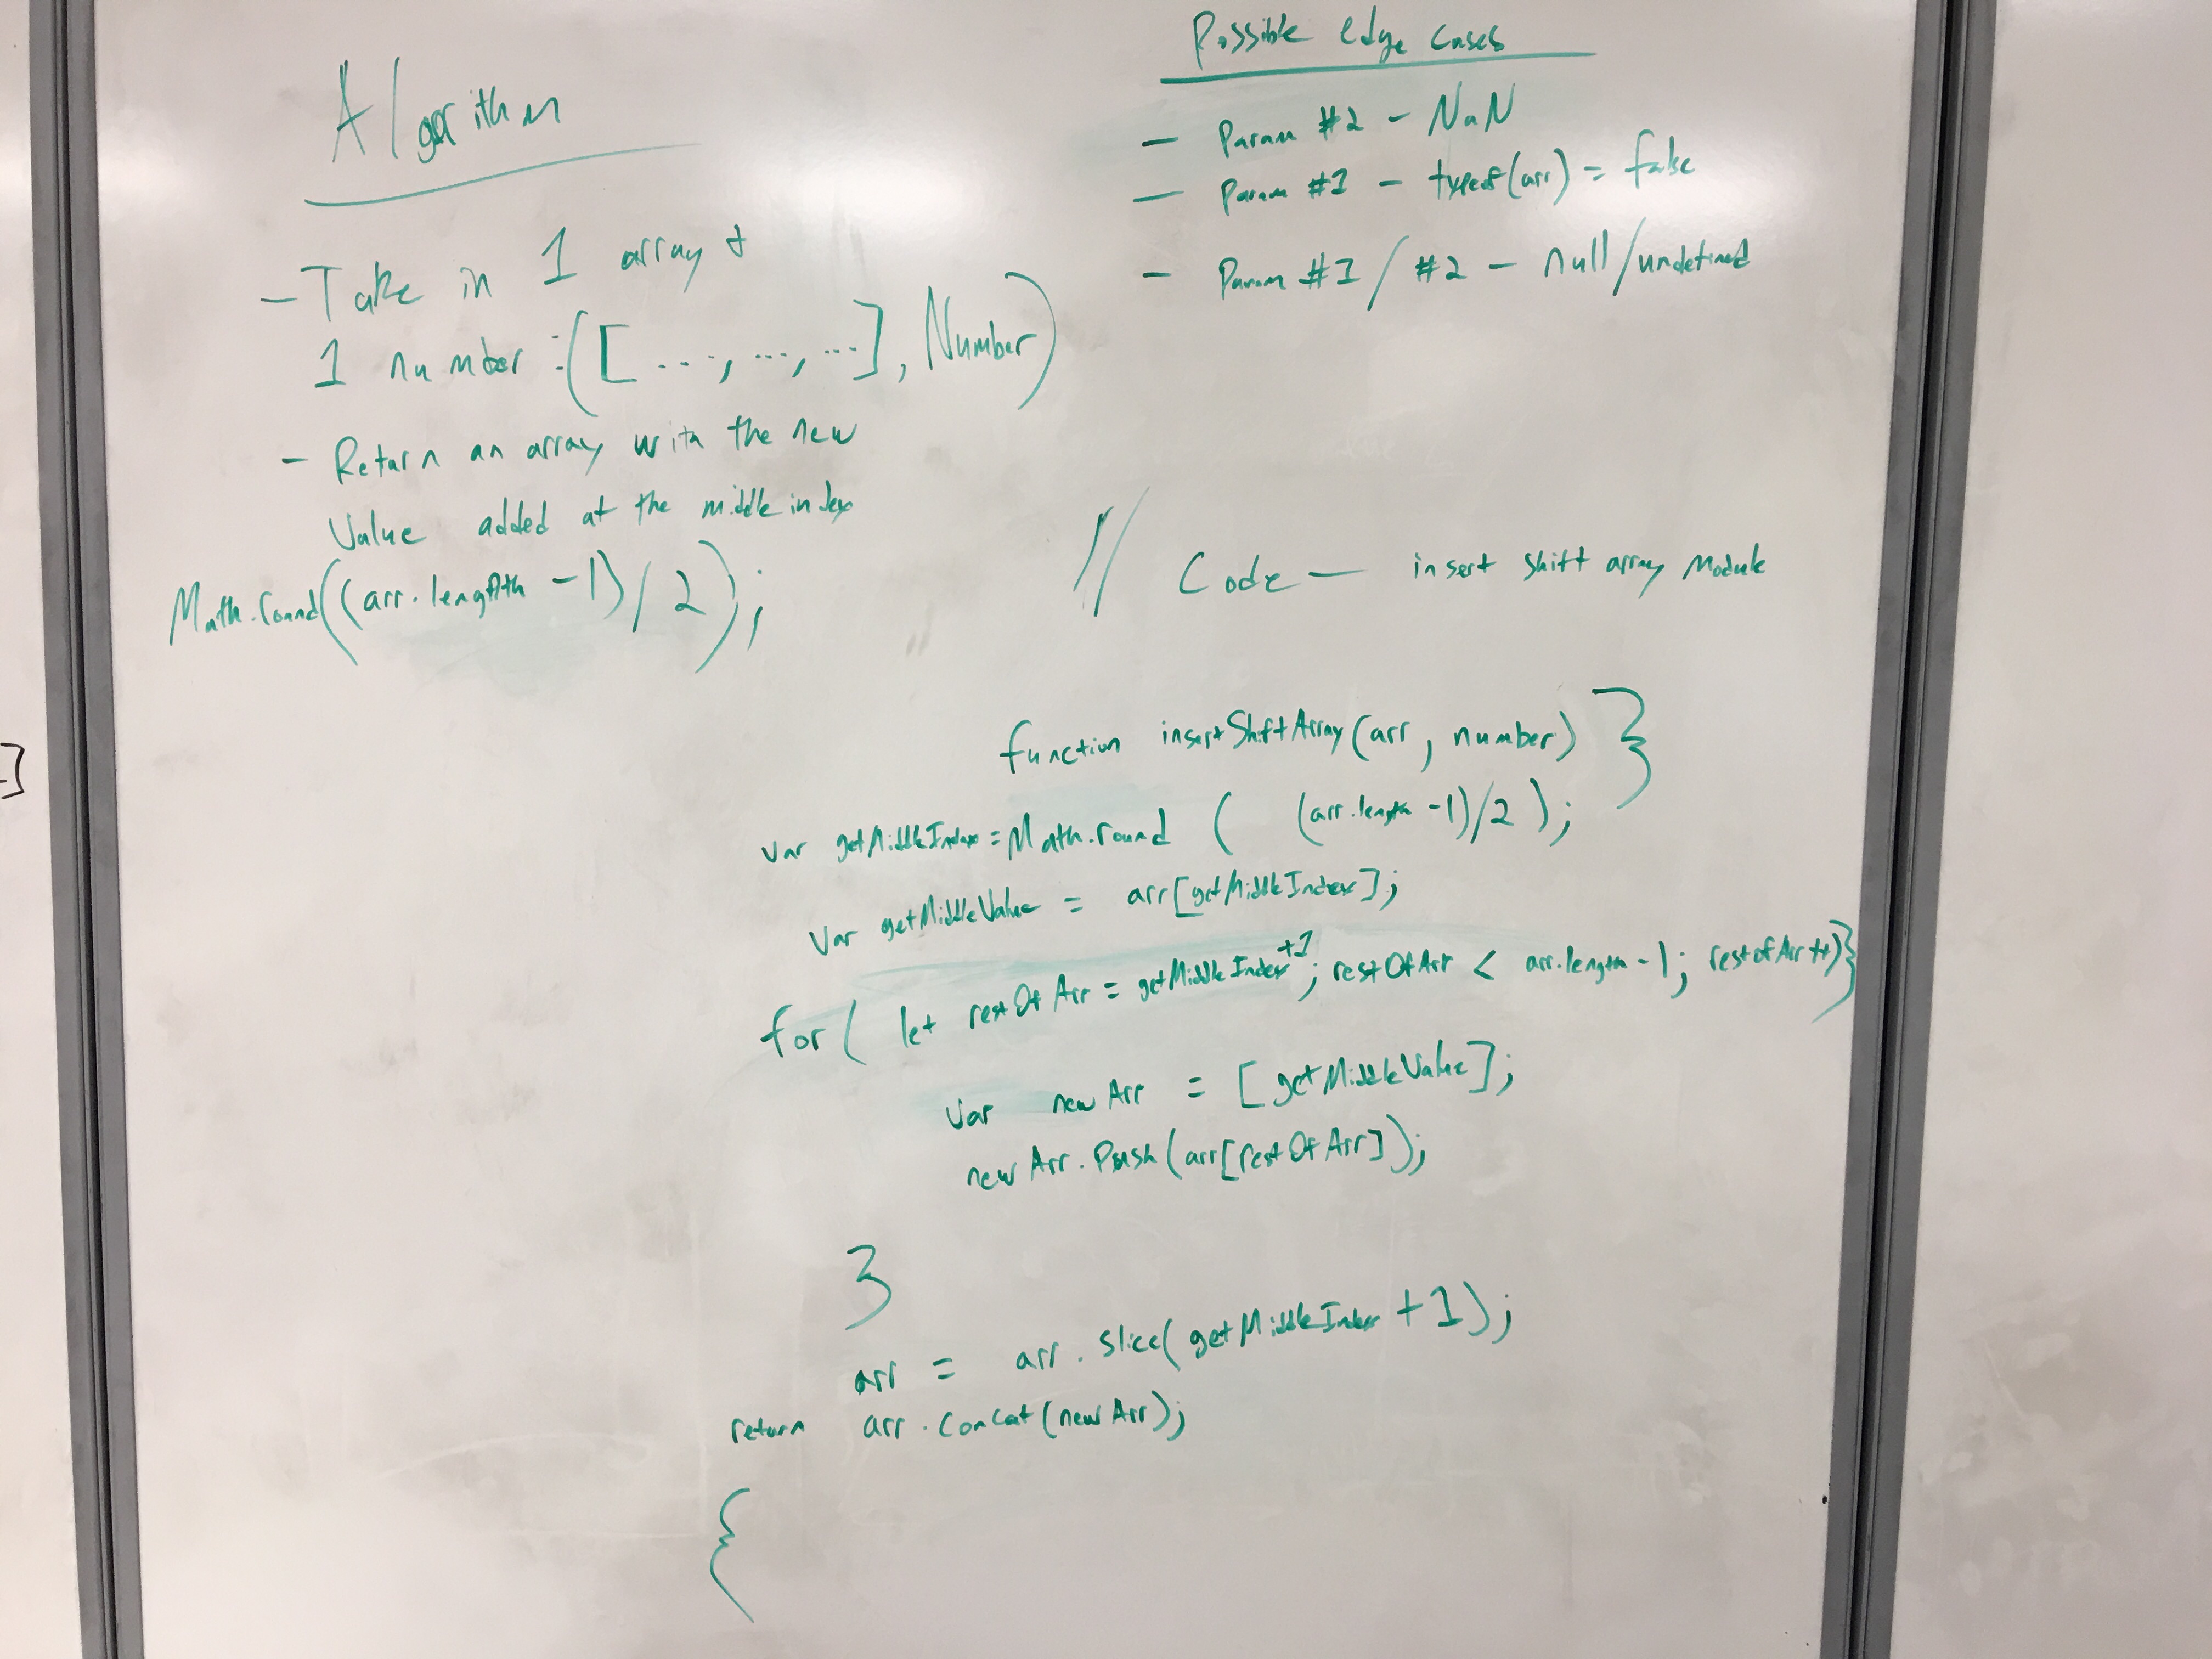 Algorithm
- Take in 1 array +
1 number :([ ..., ..., ...], Number)
- Return an array with the new
Value added at the middle index
Math.round((arr.length -1)/2);
Possible edge cases
- Param #2 - NaN
- Param #1 - typeof(arr) = false
- Param #1/#2 - null/undefined
// Code — insert shift array module
function insertShiftArray(arr, number) }
var getMiddleIndex = Math.round ( (arr.length -1)/2 );
Var getMiddleValue = arr[getMiddleIndex];
for( let restOfArr = getMiddleIndex+1; restOfArr < arr.length-1; restofArr++)}
Var newArr = [getMiddleValue];
newArr.Push(arr[restOfArr]);
}
arr = arr.slice(getMiddleIndex +1);
return arr.concat(newArr);
{
]